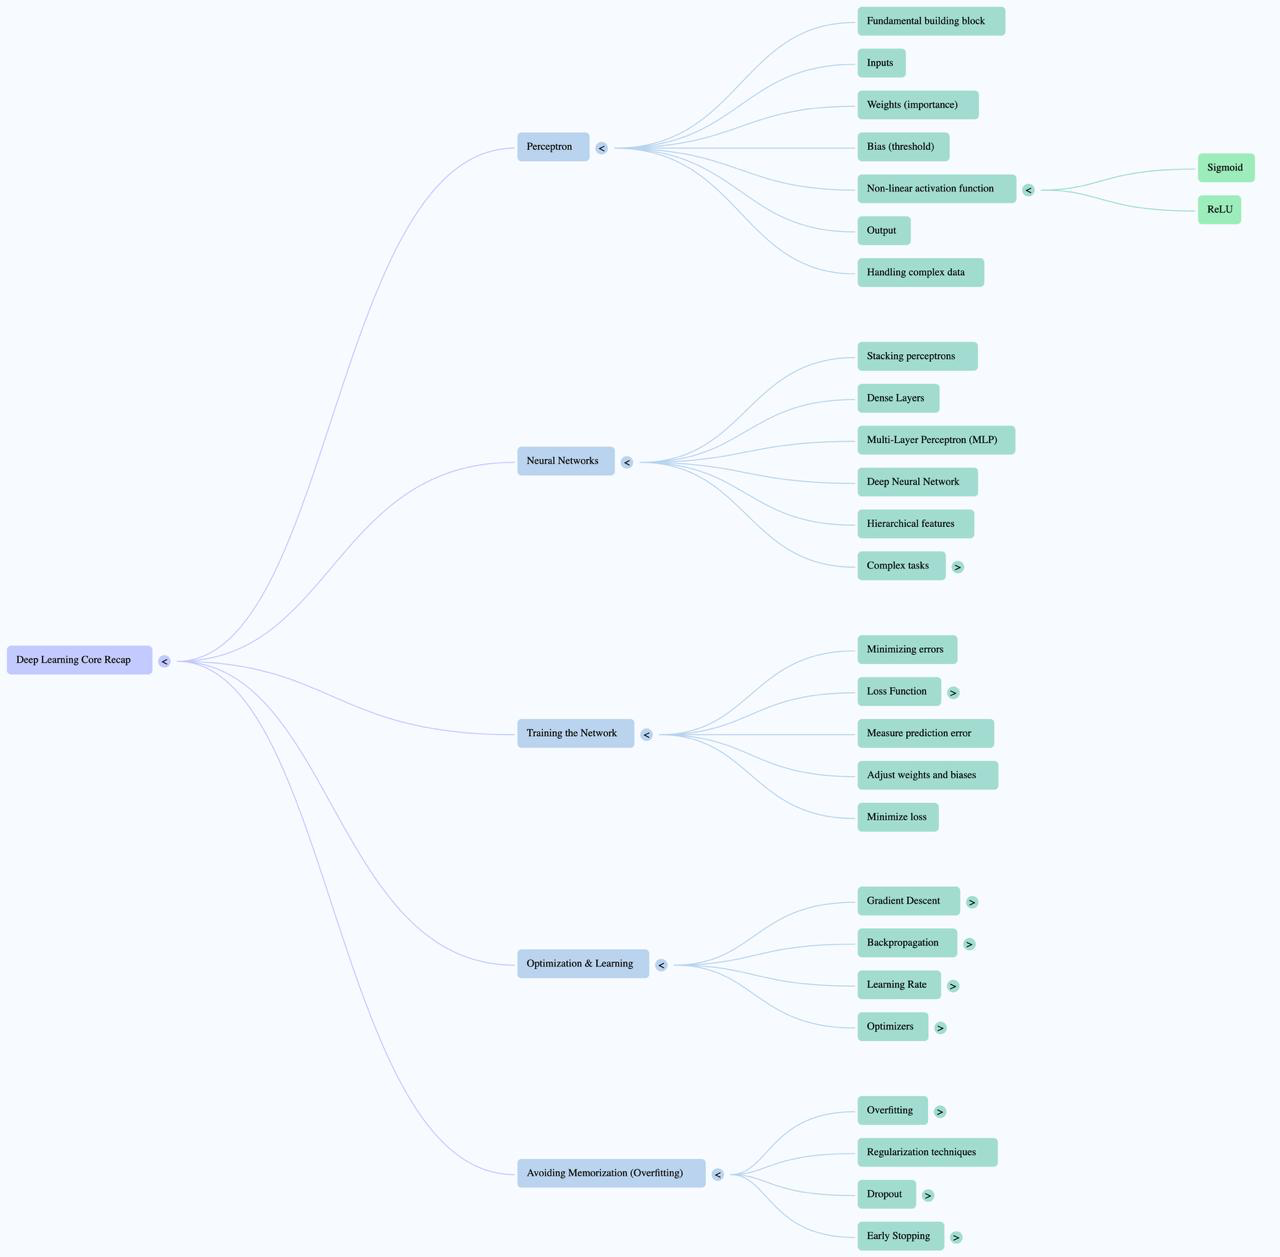 Deep Learning Core Recap <
Perceptron <
Fundamental building block
Inputs
Weights (importance)
Bias (threshold)
Non-linear activation function <
Sigmoid
ReLU
Output
Handling complex data
Neural Networks <
Stacking perceptrons
Dense Layers
Multi-Layer Perceptron (MLP)
Deep Neural Network
Hierarchical features
Complex tasks >
Training the Network <
Minimizing errors
Loss Function >
Measure prediction error
Adjust weights and biases
Minimize loss
Optimization & Learning <
Gradient Descent >
Backpropagation >
Learning Rate >
Optimizers >
Avoiding Memorization (Overfitting) <
Overfitting >
Regularization techniques
Dropout >
Early Stopping >